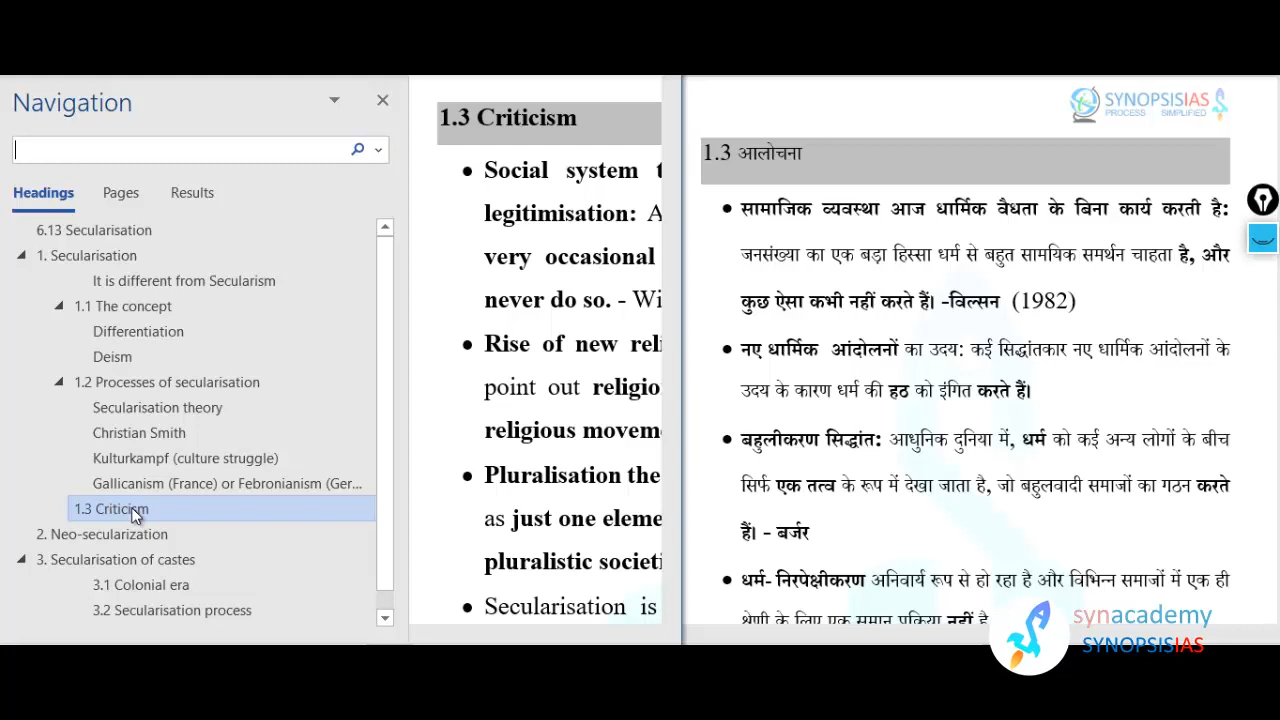 Navigation
Headings Pages Results
6.13 Secularisation
1. Secularisation
It is different from Secularism
1.1 The concept
Differentiation
Deism
1.2 Processes of secularisation
Secularisation theory
Christian Smith
Kulturkampf (culture struggle)
Gallicanism (France) or Febronianism (Ger...
1.3 Criticism
2. Neo-secularization
3. Secularisation of castes
3.1 Colonial era
3.2 Secularisation process
1.3 Criticism
• Social system
legitimisation:
very occasional
never do so. - Wi
• Rise of new reli
point out religio
religious moveme
• Pluralisation the
as just one eleme
pluralistic societi
• Secularisation is
SYNOPSISIAS
PROCESS SIMPLIFIED
1.3 आलोचना
• सामाजिक व्यवस्था आज धार्मिक वैधता के बिना कार्य करती है:
जनसंख्या का एक बड़ा हिस्सा धर्म से बहुत सामयिक समर्थन चाहता है, और
कुछ ऐसा कभी नहीं करते हैं। -विल्सन (1982)
• नए धार्मिक आंदोलनों का उदय: कई सिद्धांतकार नए धार्मिक आंदोलनों के
उदय के कारण धर्म की हठ को इंगित करते हैं।
• बहुलीकरण सिद्धांत: आधुनिक दुनिया में, धर्म को कई अन्य लोगों के बीच
सिर्फ एक तत्व के रूप में देखा जाता है, जो बहुलवादी समाजों का गठन करते
हैं। - बर्जर
• धर्म- निरपेक्षीकरण अनिवार्य रूप से हो रहा है और विभिन्न समाजों में एक ही
श्रेणी के लिए एक समान प्रक्रिया नहीं है
synacademy
SYNOPSISIAS